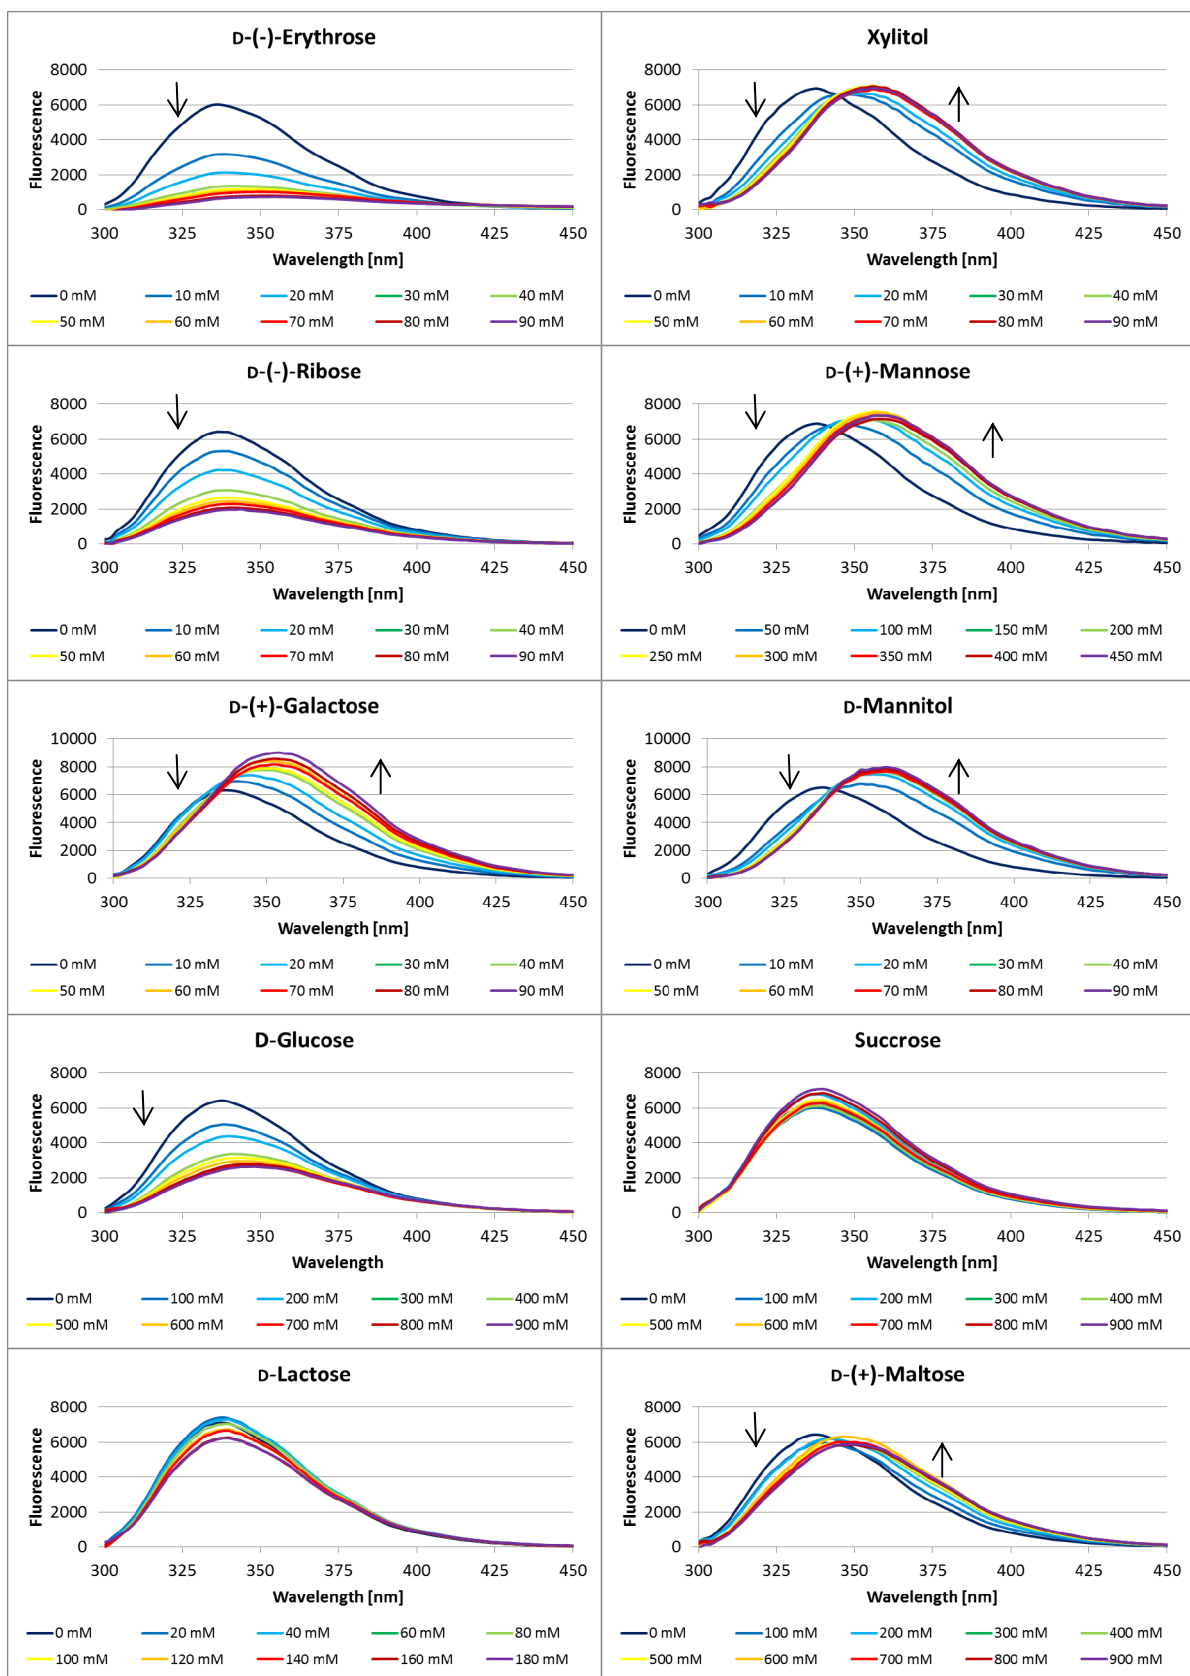 D-(-)-Erythrose
8000
6000
4000
2000
0
Fluorescence
300 325 350 375 400 425 450
Wavelength [nm]
0 mM 10 mM 20 mM 30 mM 40 mM
50 mM 60 mM 70 mM 80 mM 90 mM
Xylitol
8000
6000
4000
2000
0
Fluorescence
300 325 350 375 400 425 450
Wavelength [nm]
0 mM 10 mM 20 mM 30 mM 40 mM
50 mM 60 mM 70 mM 80 mM 90 mM
D-(-)-Ribose
8000
6000
4000
2000
0
Fluorescence
300 325 350 375 400 425 450
Wavelength [nm]
0 mM 10 mM 20 mM 30 mM 40 mM
50 mM 60 mM 70 mM 80 mM 90 mM
D-(+)-Mannose
8000
6000
4000
2000
0
Fluorescence
300 325 350 375 400 425 450
Wavelength [nm]
0 mM 50 mM 100 mM 150 mM 200 mM
250 mM 300 mM 350 mM 400 mM 450 mM
D-(+)-Galactose
10000
8000
6000
4000
2000
0
Fluorescence
300 325 350 375 400 425 450
Wavelength [nm]
0 mM 10 mM 20 mM 30 mM 40 mM
50 mM 60 mM 70 mM 80 mM 90 mM
D-Mannitol
10000
8000
6000
4000
2000
0
Fluorescence
300 325 350 375 400 425 450
Wavelength [nm]
0 mM 10 mM 20 mM 30 mM 40 mM
50 mM 60 mM 70 mM 80 mM 90 mM
D-Glucose
8000
6000
4000
2000
0
Fluorescence
300 325 350 375 400 425 450
Wavelength
0 mM 100 mM 200 mM 300 mM 400 mM
500 mM 600 mM 700 mM 800 mM 900 mM
Succrose
8000
6000
4000
2000
0
Fluorescence
300 325 350 375 400 425 450
Wavelength [nm]
0 mM 100 mM 200 mM 300 mM 400 mM
500 mM 600 mM 700 mM 800 mM 900 mM
D-Lactose
8000
6000
4000
2000
0
Fluorescence
300 325 350 375 400 425 450
Wavelength [nm]
0 mM 20 mM 40 mM 60 mM 80 mM
100 mM 120 mM 140 mM 160 mM 180 mM
D-(+)-Maltose
8000
6000
4000
2000
0
Fluorescence
300 325 350 375 400 425 450
Wavelength [nm]
0 mM 100 mM 200 mM 300 mM 400 mM
500 mM 600 mM 700 mM 800 mM 900 mM